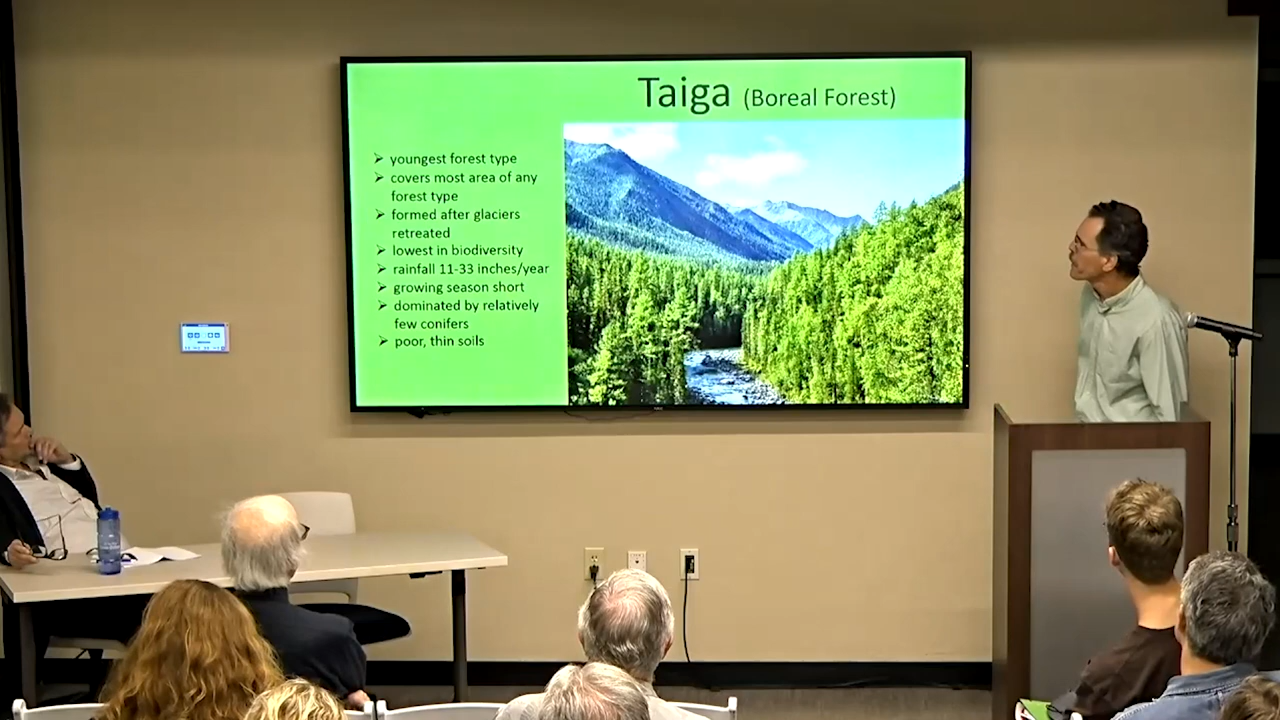 Taiga (Boreal Forest)
➢ youngest forest type
➢ covers most area of any
forest type
➢ formed after glaciers
retreated
➢ lowest in biodiversity
➢ rainfall 11-33 inches/year
➢ growing season short
➢ dominated by relatively
few conifers
➢ poor, thin soils